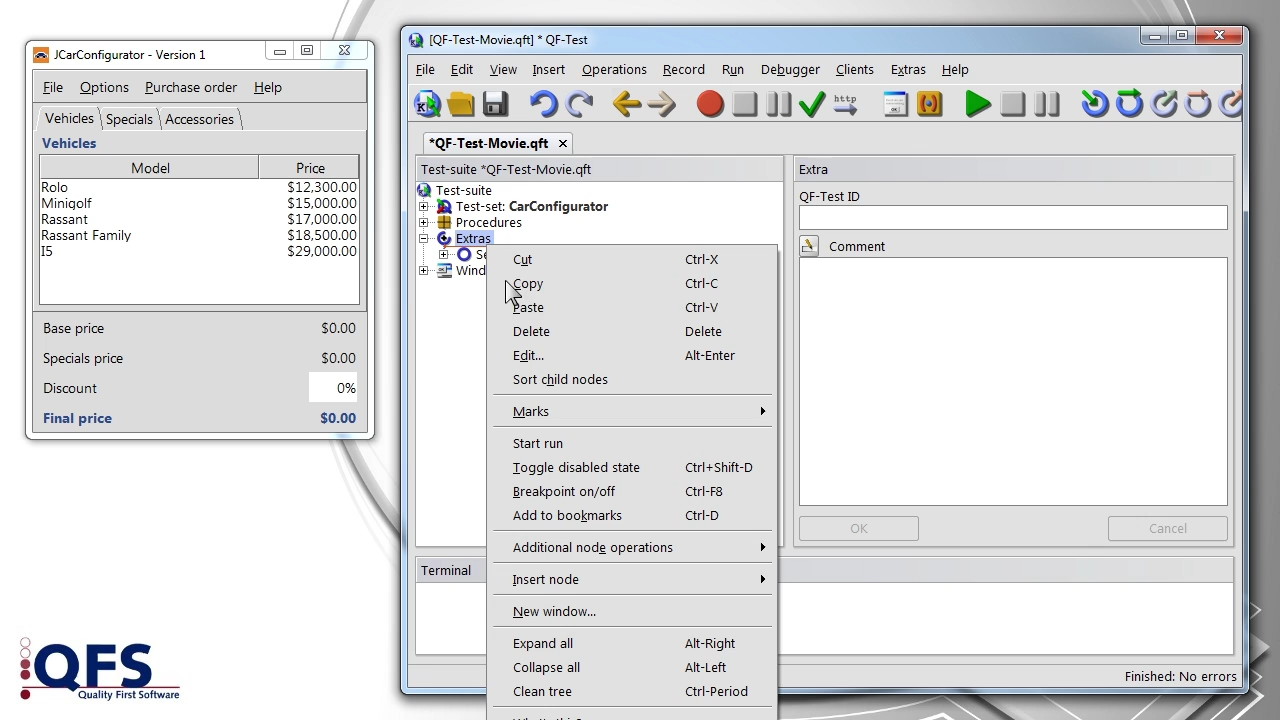 JCarConfigurator - Version 1
File Options Purchase order Help
Vehicles Specials Accessories
Vehicles
Model Price
Rolo $12,300.00
Minigolf $15,000.00
Rassant $17,000.00
Rassant Family $18,500.00
I5 $29,000.00
Base price $0.00
Specials price $0.00
Discount 0%
Final price $0.00
QFS
Quality First Software
[QF-Test-Movie.qft] * QF-Test
File Edit View Insert Operations Record Run Debugger Clients Extras Help
http
*QF-Test-Movie.qft
Test-suite *QF-Test-Movie.qft
Test-suite
Test-set: CarConfigurator
Procedures
Extras
Se
Wind
Cut Ctrl-X
Copy Ctrl-C
Paste Ctrl-V
Delete Delete
Edit... Alt-Enter
Sort child nodes
Marks
Start run
Toggle disabled state Ctrl+Shift-D
Breakpoint on/off Ctrl-F8
Add to bookmarks Ctrl-D
Additional node operations
Insert node
New window...
Expand all Alt-Right
Collapse all Alt-Left
Clean tree Ctrl-Period
Extra
QF-Test ID
Comment
OK Cancel
Terminal
Finished: No errors